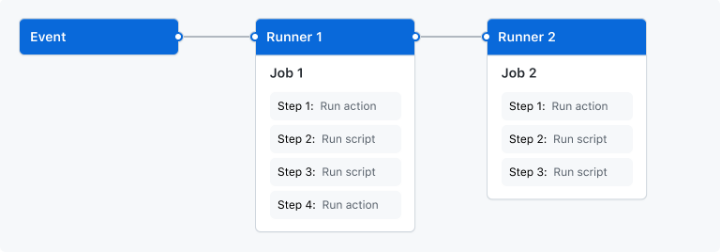 Event
Runner 1
Job 1
Step 1: Run action
Step 2: Run script
Step 3: Run script
Step 4: Run action
Runner 2
Job 2
Step 1: Run action
Step 2: Run script
Step 3: Run script